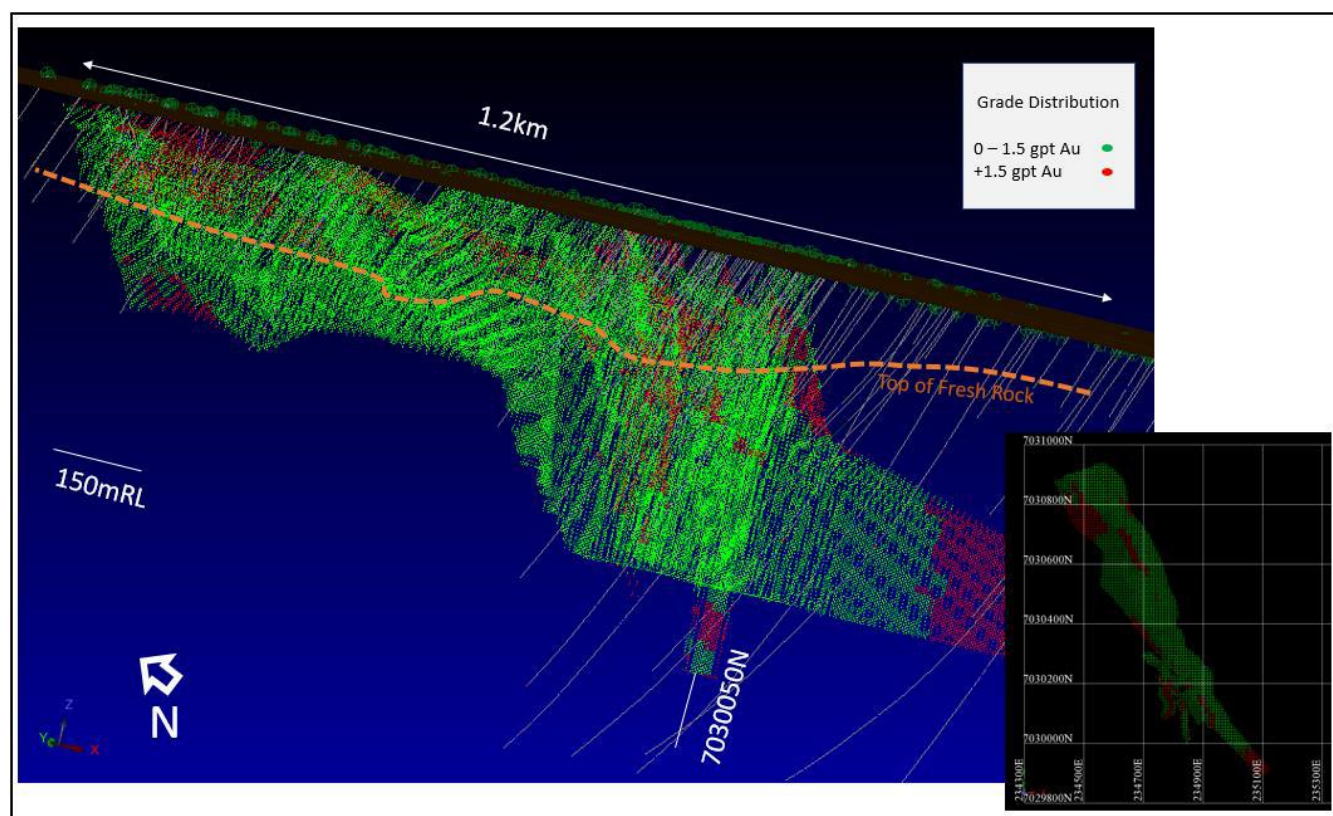 1.2km
Grade Distribution
0 – 1.5 gpt Au
+1.5 gpt Au
Top of Fresh Rock
150mRL
N
7030050N
Z
Y
X
7031000N
7030800N
7030600N
7030400N
7030200N
7030000N
7029800N
234300E
234500E
234700E
234900E
235100E
235300E